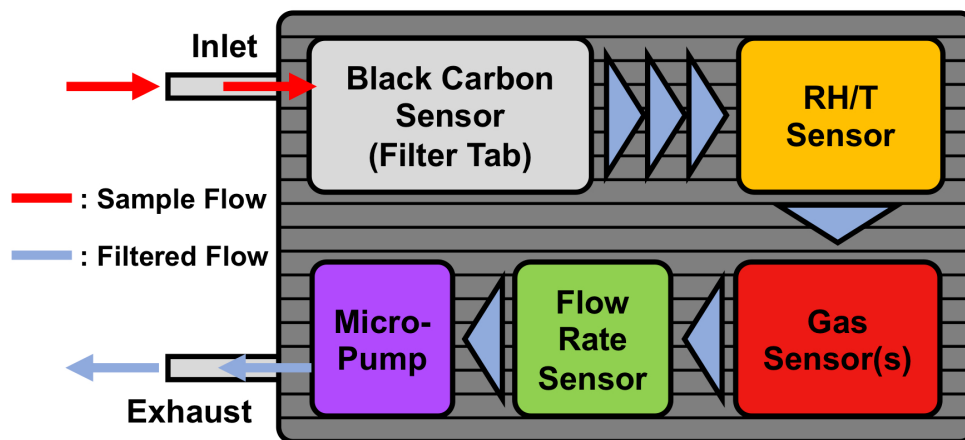 Inlet
Black Carbon
Sensor
(Filter Tab)
RH/T
Sensor
: Sample Flow
: Filtered Flow
Micro-
Pump
Flow
Rate
Sensor
Gas
Sensor(s)
Exhaust